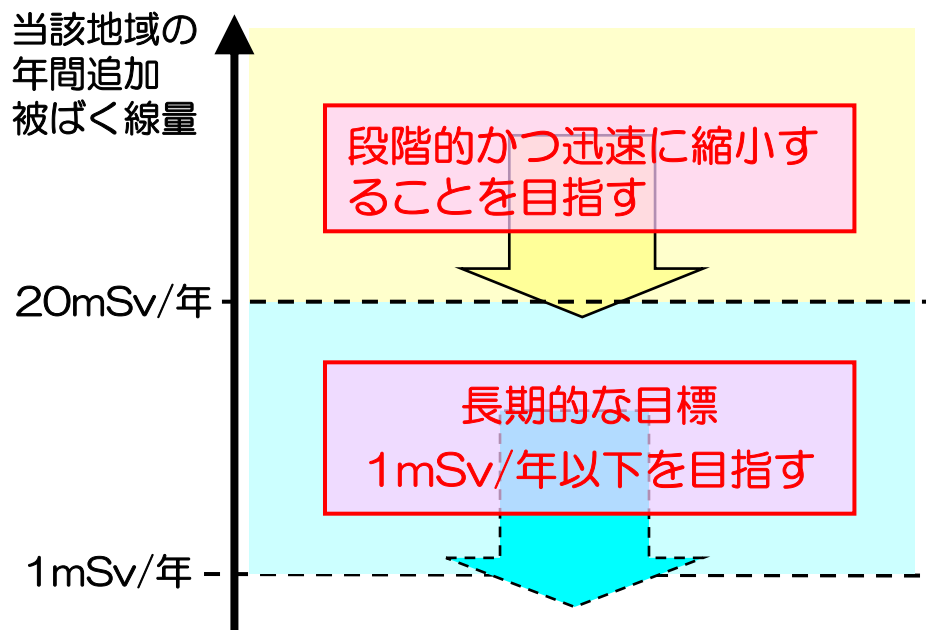 当該地域の
年間追加
被ばく線量
段階的かつ迅速に縮小す
ることを目指す
20mSv/年
長期的な目標
1mSv/年以下を目指す
1mSv/年